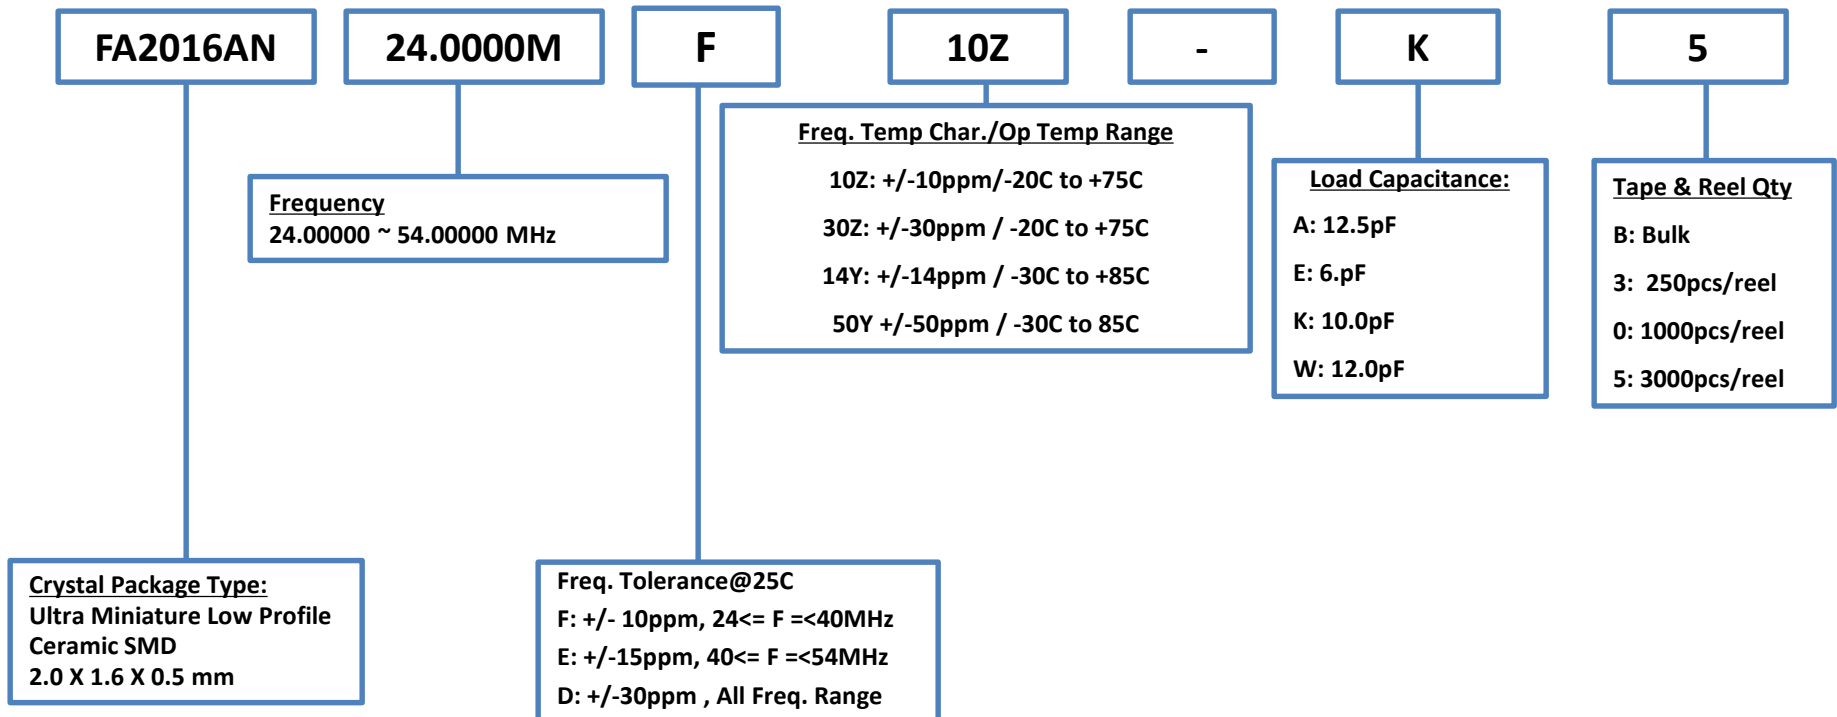 FA2016AN
24.0000M
F
10Z
-
K
5
Frequency
24.00000 ~ 54.00000 MHz
Freq. Temp Char./Op Temp Range
10Z: +/-10ppm/-20C to +75C
30Z: +/-30ppm / -20C to +75C
14Y: +/-14ppm / -30C to +85C
50Y +/-50ppm / -30C to 85C
Load Capacitance:
A: 12.5pF
E: 6.pF
K: 10.0pF
W: 12.0pF
Tape & Reel Qty
B: Bulk
3:  250pcs/reel
0: 1000pcs/reel
5: 3000pcs/reel
Crystal Package Type:
Ultra Miniature Low Profile
Ceramic SMD
2.0 X 1.6 X 0.5 mm
Freq. Tolerance@25C
F: +/- 10ppm, 24<= F =<40MHz
E: +/-15ppm, 40<= F =<54MHz
D: +/-30ppm , All Freq. Range